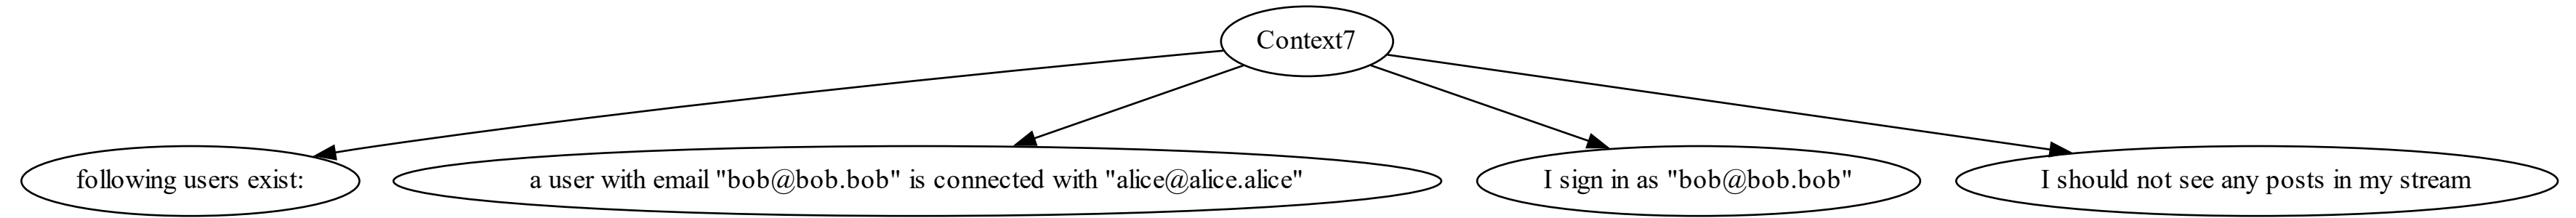 Context7
following users exist:
a user with email "bob@bob.bob" is connected with "alice@alice.alice"
I sign in as "bob@bob.bob"
I should not see any posts in my stream